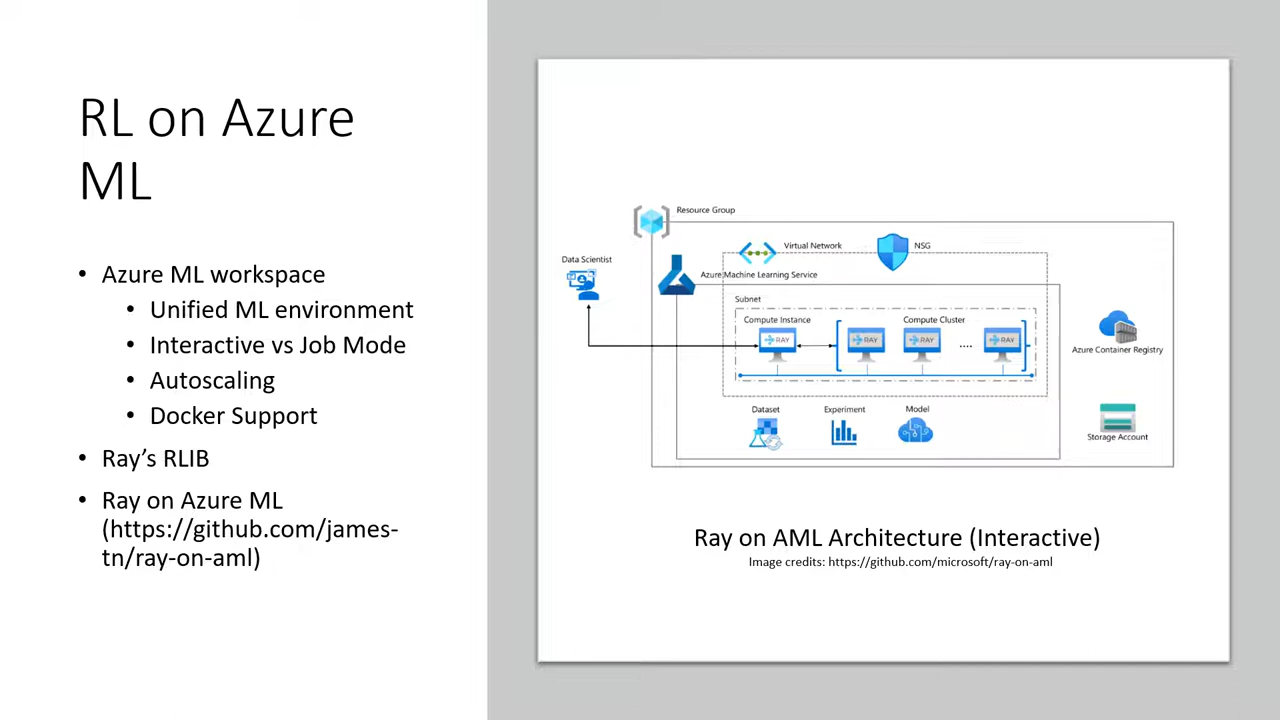 RL on Azure
ML
• Azure ML workspace
• Unified ML environment
• Interactive vs Job Mode
• Autoscaling
• Docker Support
• Ray's RLIB
• Ray on Azure ML
(https://github.com/james-
tn/ray-on-aml)
Resource Group
Virtual Network
NSG
Data Scientist
Azure Machine Learning Service
Subnet
Compute Instance
Compute Cluster
RAY
RAY
RAY
....
RAY
Azure Container Registry
Dataset
Experiment
Model
Storage Account
Ray on AML Architecture (Interactive)
Image credits: https://github.com/microsoft/ray-on-aml